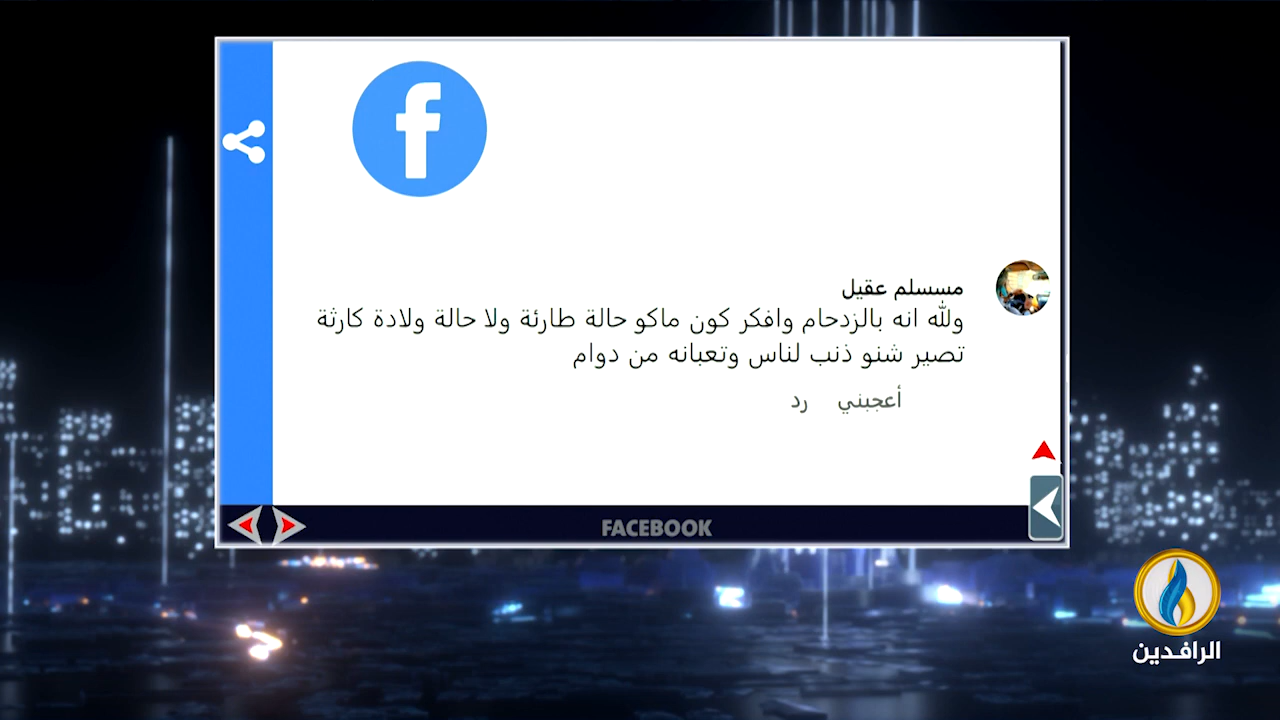 مسسلم عقيل
ولله انه بالزدحام وافكر كون ماكو حالة طارئة ولا حالة ولادة كارثة
تصير شنو ذنب لناس وتعبانه من دوام
أعجبني رد
FACEBOOK
الرافدين